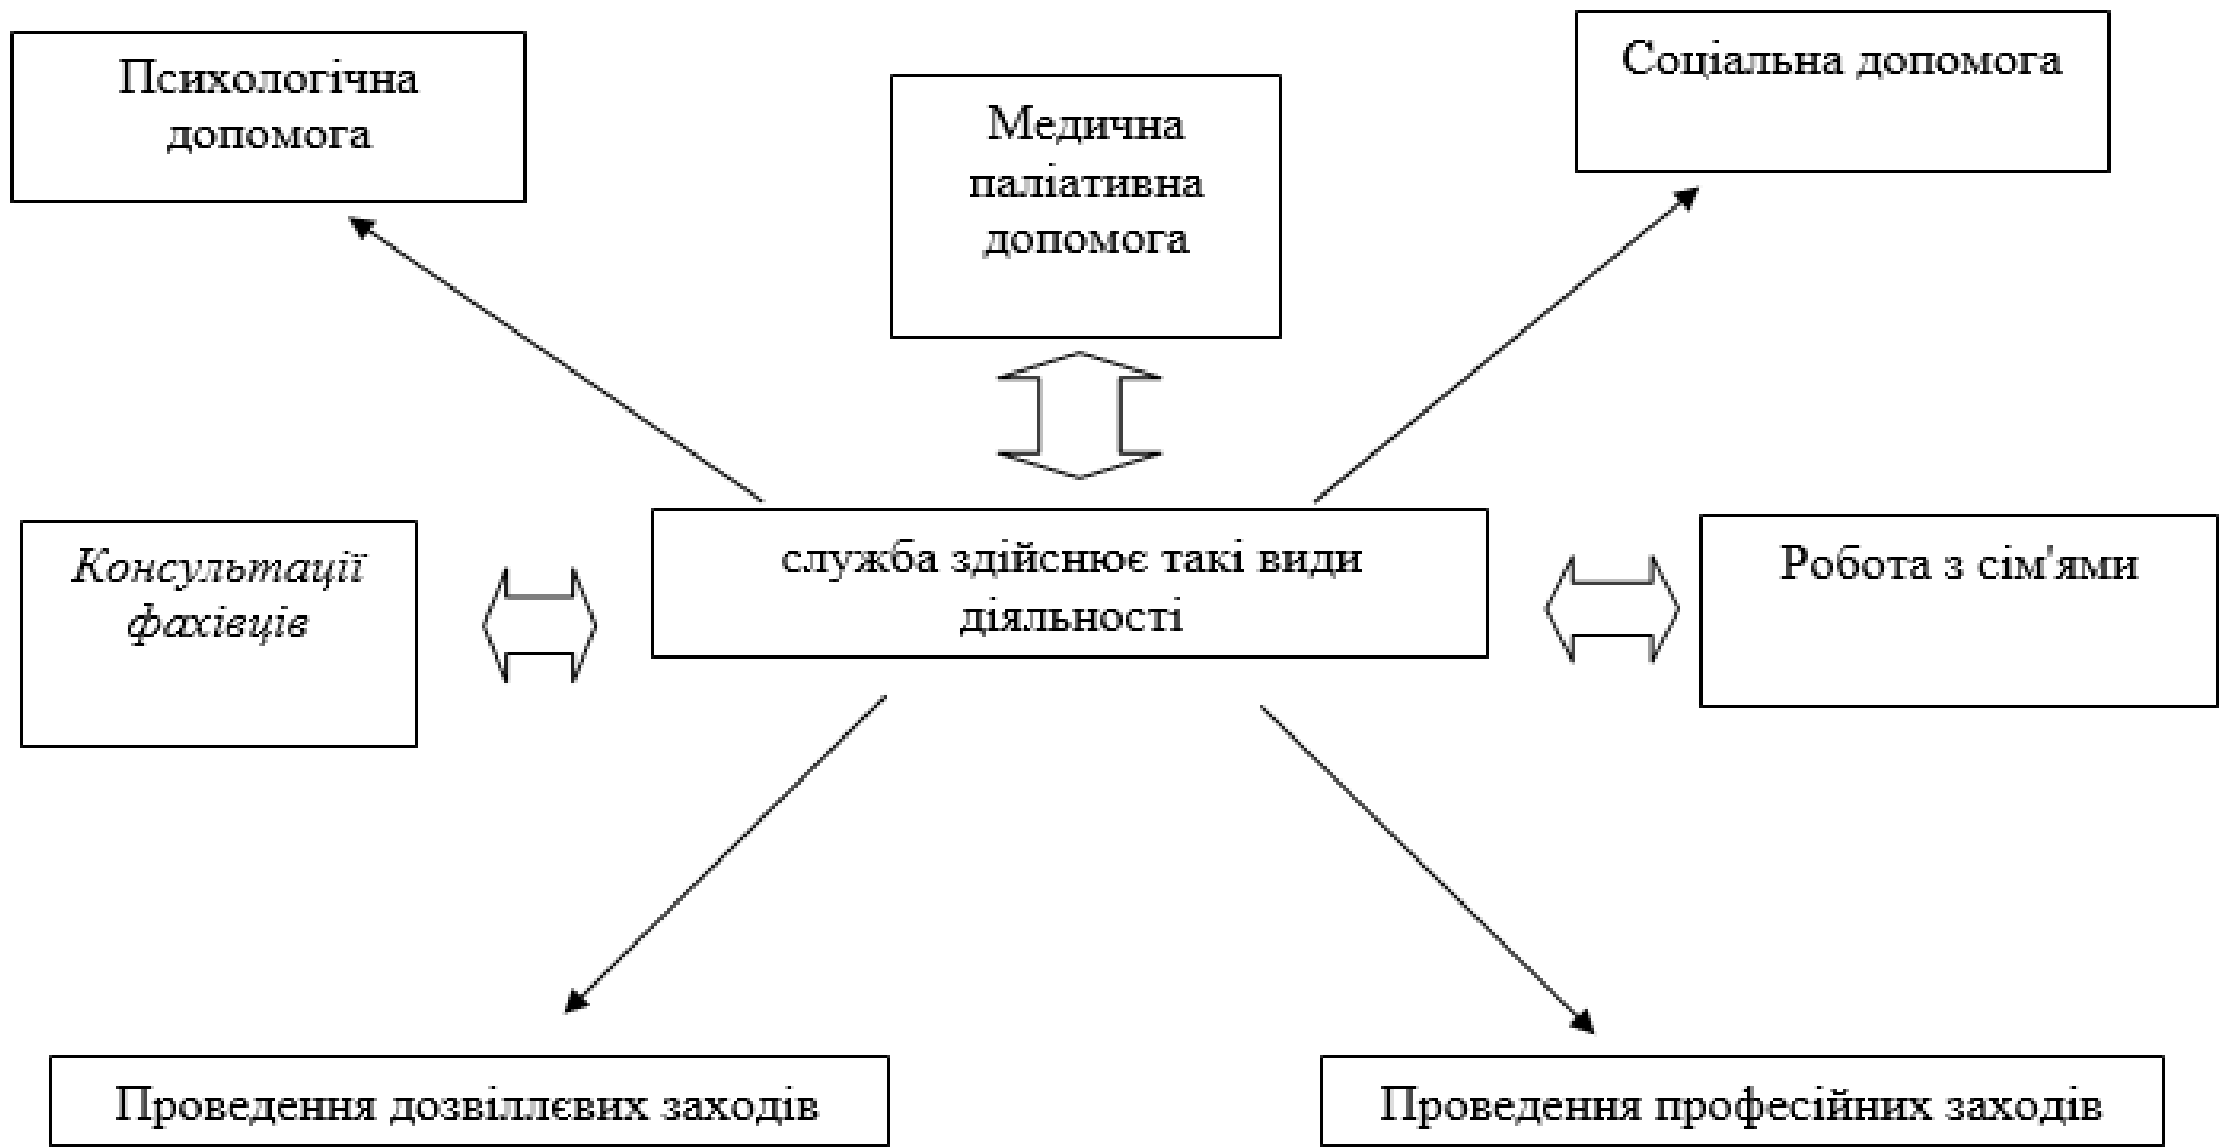 Психологічна
допомога
Медична
паліативна
допомога
Соціальна допомога
Консультації
фахівців
служба здійснює такі види
діяльності
Робота з сім'ями
Проведення дозвіллєвих заходів
Проведення професійних заходів